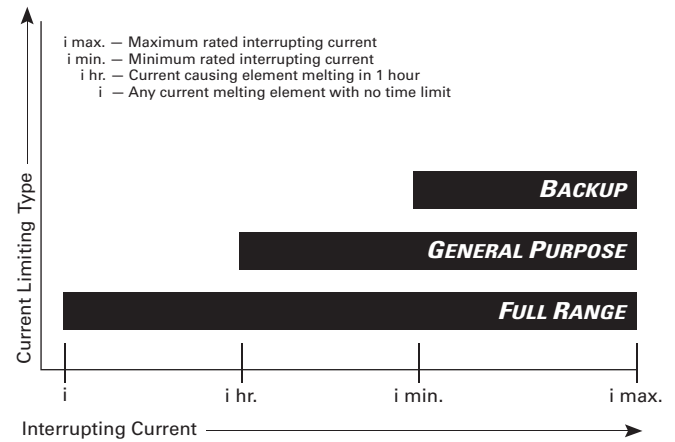 i max. — Maximum rated interrupting current
i min. — Minimum rated interrupting current
i hr. — Current causing element melting in 1 hour
i — Any current melting element with no time limit
Current Limiting Type
BACKUP
GENERAL PURPOSE
FULL RANGE
i
i hr.
i min.
i max.
Interrupting Current